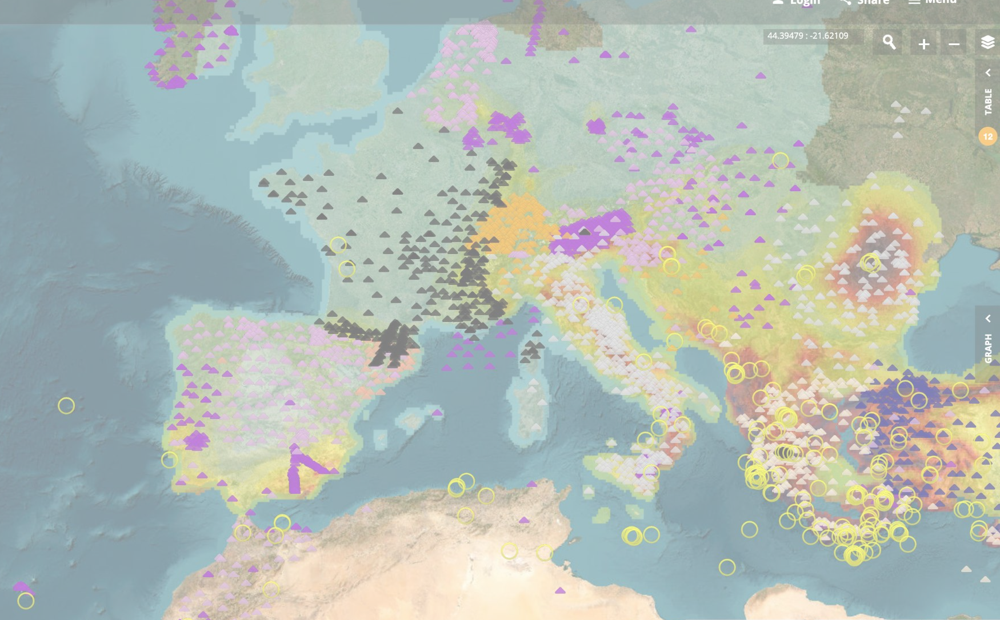 Login
Share
Menu
44.39479 : -21.62109
TABLE
12
GRAPH